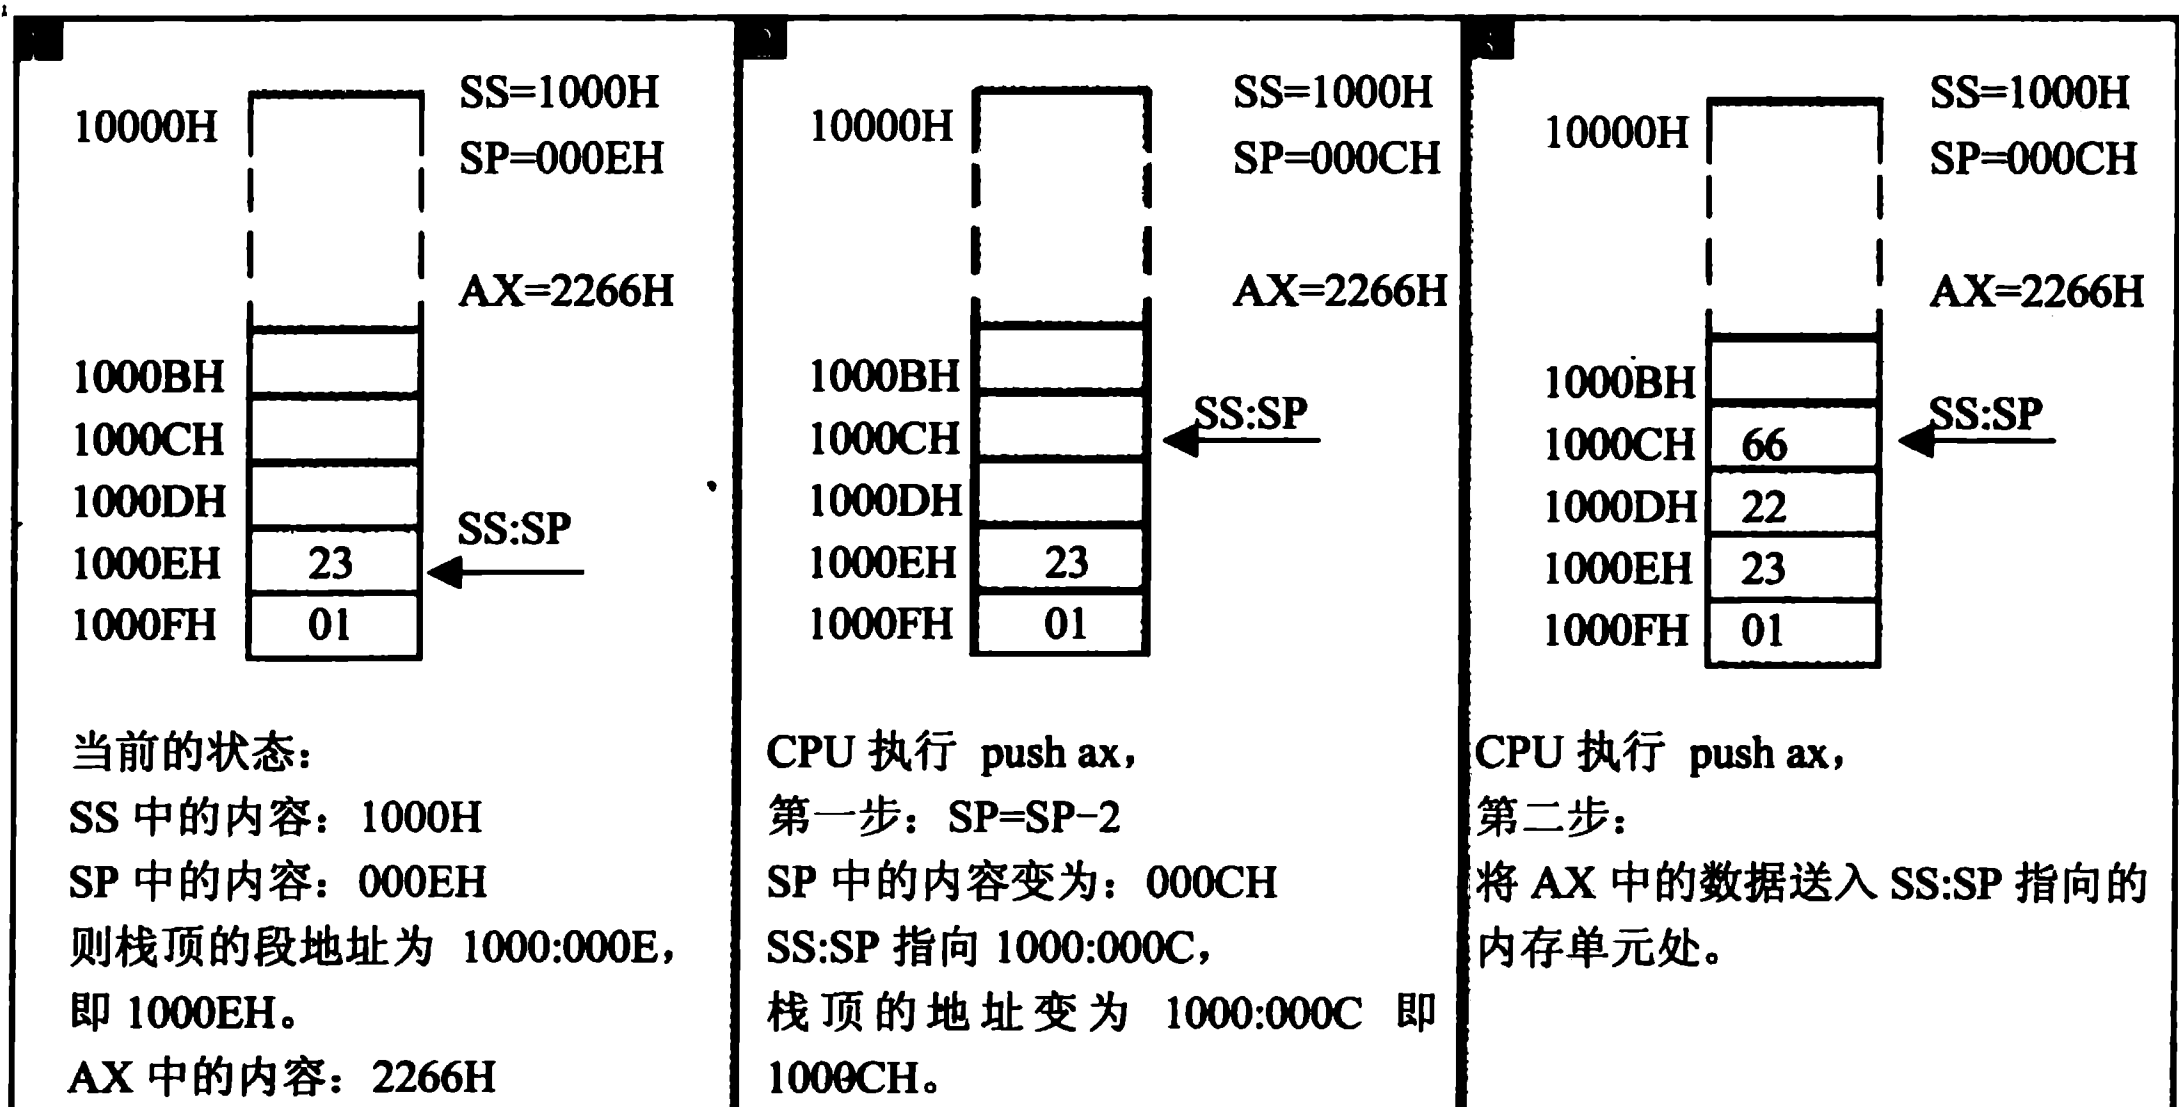 SS=1000H
10000H
SP=000EH
AX=2266H
1000BH
1000CH
1000DH
SS:SP
1000EH 23
1000FH 01
当前的状态：
SS 中的内容：1000H
SP 中的内容：000EH
则栈顶的段地址为 1000:000E，
即 1000EH。
AX 中的内容：2266H
SS=1000H
10000H
SP=000CH
AX=2266H
1000BH
SS:SP
1000CH
1000DH
1000EH 23
1000FH 01
CPU 执行 push ax，
第一步：SP=SP-2
SP 中的内容变为：000CH
SS:SP 指向 1000:000C，
栈顶的地址变为 1000:000C 即
1000CH。
SS=1000H
10000H
SP=000CH
AX=2266H
1000BH
SS:SP
1000CH 66
1000DH 22
1000EH 23
1000FH 01
CPU 执行 push ax，
第二步：
将 AX 中的数据送入 SS:SP 指向的
内存单元处。